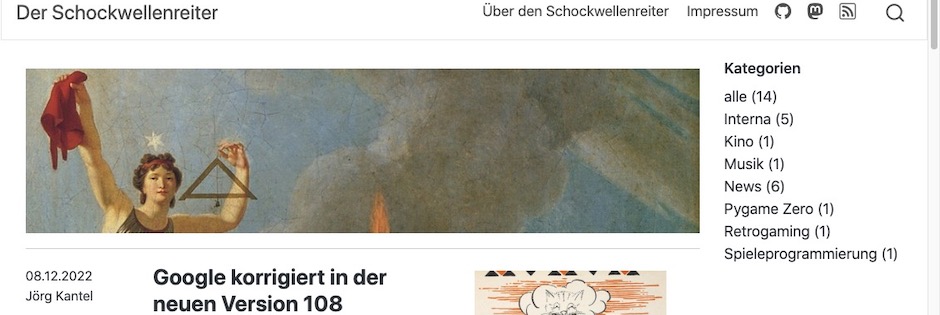 Der Schockwellenreiter
Über den Schockwellenreiter Impressum
Kategorien
alle (14)
Interna (5)
Kino (1)
Musik (1)
News (6)
Pygame Zero (1)
Retrogaming (1)
Spieleprogrammierung (1)
08.12.2022
Jörg Kantel
Google korrigiert in der
neuen Version 108